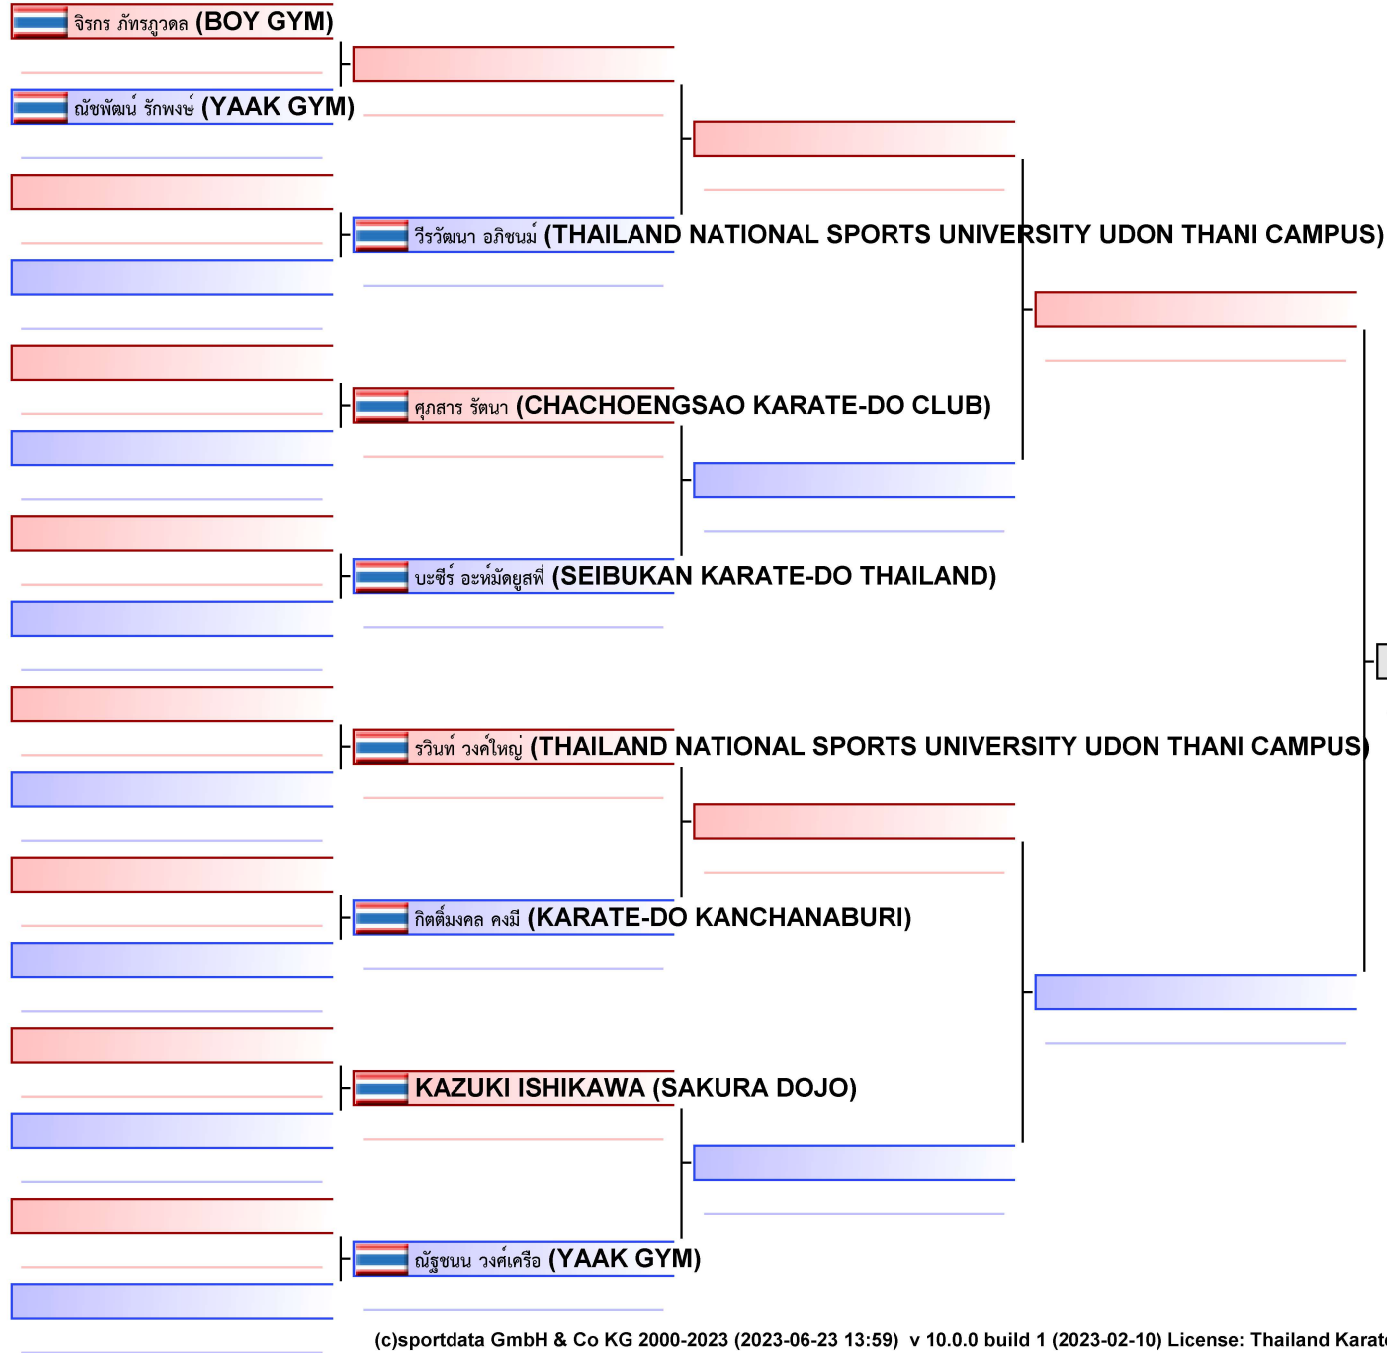 จิรกร ภัทรภูวดล (BOY GYM)
ณัชพัฒน์ รักพงษ์ (YAAK GYM)
วีรวัฒนา อภิชนม์ (THAILAND NATIONAL SPORTS UNIVERSITY UDON THANI CAMPUS)
ศุภสาร รัตนา (CHACHOENGSAO KARATE-DO CLUB)
บะซีร์ อะห์มัดยูสฟี (SEIBUKAN KARATE-DO THAILAND)
รวินท์ วงค์ใหญ่ (THAILAND NATIONAL SPORTS UNIVERSITY UDON THANI CAMPUS)
กิตติ์มงคล คงมี (KARATE-DO KANCHANABURI)
KAZUKI ISHIKAWA (SAKURA DOJO)
ณัฐชนน วงศ์เครือ (YAAK GYM)
(c)sportdata GmbH & Co KG 2000-2023 (2023-06-23 13:59) v 10.0.0 build 1 (2023-02-10) License: Thailand Karate